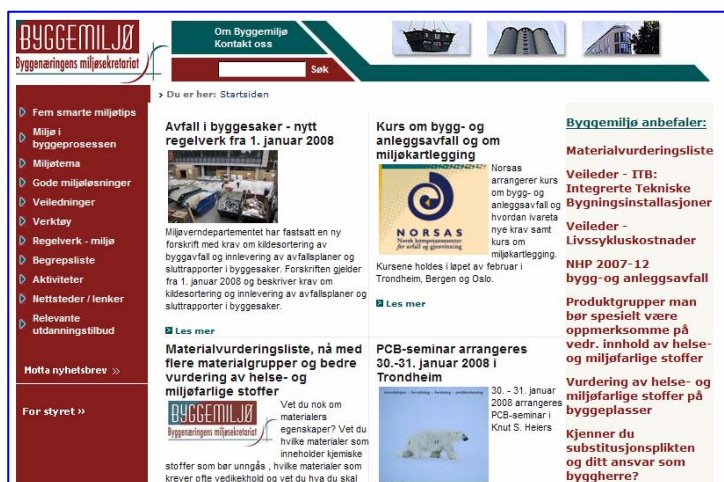 BYGGEMILJØ
Byggenæringens miljøsekretariat
Om Byggemiljø
Kontakt oss
Søk
Du er her: Startsiden
Fem smarte miljøtips
Miljø i
byggeprosessen
Miljøtema
Gode miljøløsninger
Veiledninger
Verktøy
Regelverk - miljø
Begrepsliste
Aktiviteter
Nettsteder / lenker
Relevante
utdanningstilbud
Motta nyhetsbrev »
For styret »
Avfall i byggesaker - nytt
regelverk fra 1. januar 2008
Miljøverndepartementet har fastsatt en ny
forskrift med krav om kildesortering av
byggavfall og innlevering av avfallsplaner og
sluttrapporter i byggesaker. Forskriften gjelder
fra 1. januar 2008 og beskriver krav om
kildesortering og innlevering av avfallsplaner og
sluttrapporter i byggesaker.
Les mer
Kurs om bygg- og
anleggsavfall og om
miljøkartlegging
NORSAS
Norsk kompetansesenter
for avfall og gjenvinning
Norsas
arrangerer kurs
om bygg- og
anleggsavfall og
hvordan ivareta
nye krav samt
kurs om
miljøkartlegging.
Kursene holdes i løpet av februar i
Trondheim, Bergen og Oslo.
Les mer
Materialvurderingsliste, nå med
flere materialgrupper og bedre
vurdering av helse- og
miljøfarlige stoffer
BYGGEMILJØ
Byggenæringens miljøsekretariat
Vet du nok om
materialers
egenskaper? Vet du
hvilke materialer som
inneholder kjemiske
stoffer som bør unngås , hvilke materialer som
krever ofte vedikekhold og vet du hva du skal
PCB-seminar arrangeres
30.-31. januar 2008 i
Trondheim
30. - 31. januar
2008 arrangeres
PCB-seminar i
Knut S. Heiers
Byggemiljø anbefaler:
Materialvurderingsliste
Veileder - ITB:
Integrerte Tekniske
Bygningsinstallasjoner
Veileder -
Livssykluskostnader
NHP 2007-12
bygg-og anleggsavfall
Produktgrupper man
bør spesielt være
oppmerksomme på
vedr. innhold av helse-
og miljøfarlige stoffer
Vurdering av helse- og
miljøfarlige stoffer på
byggeplasser
Kjenner du
substitusjonsplikten
og ditt ansvar som
byggherre?